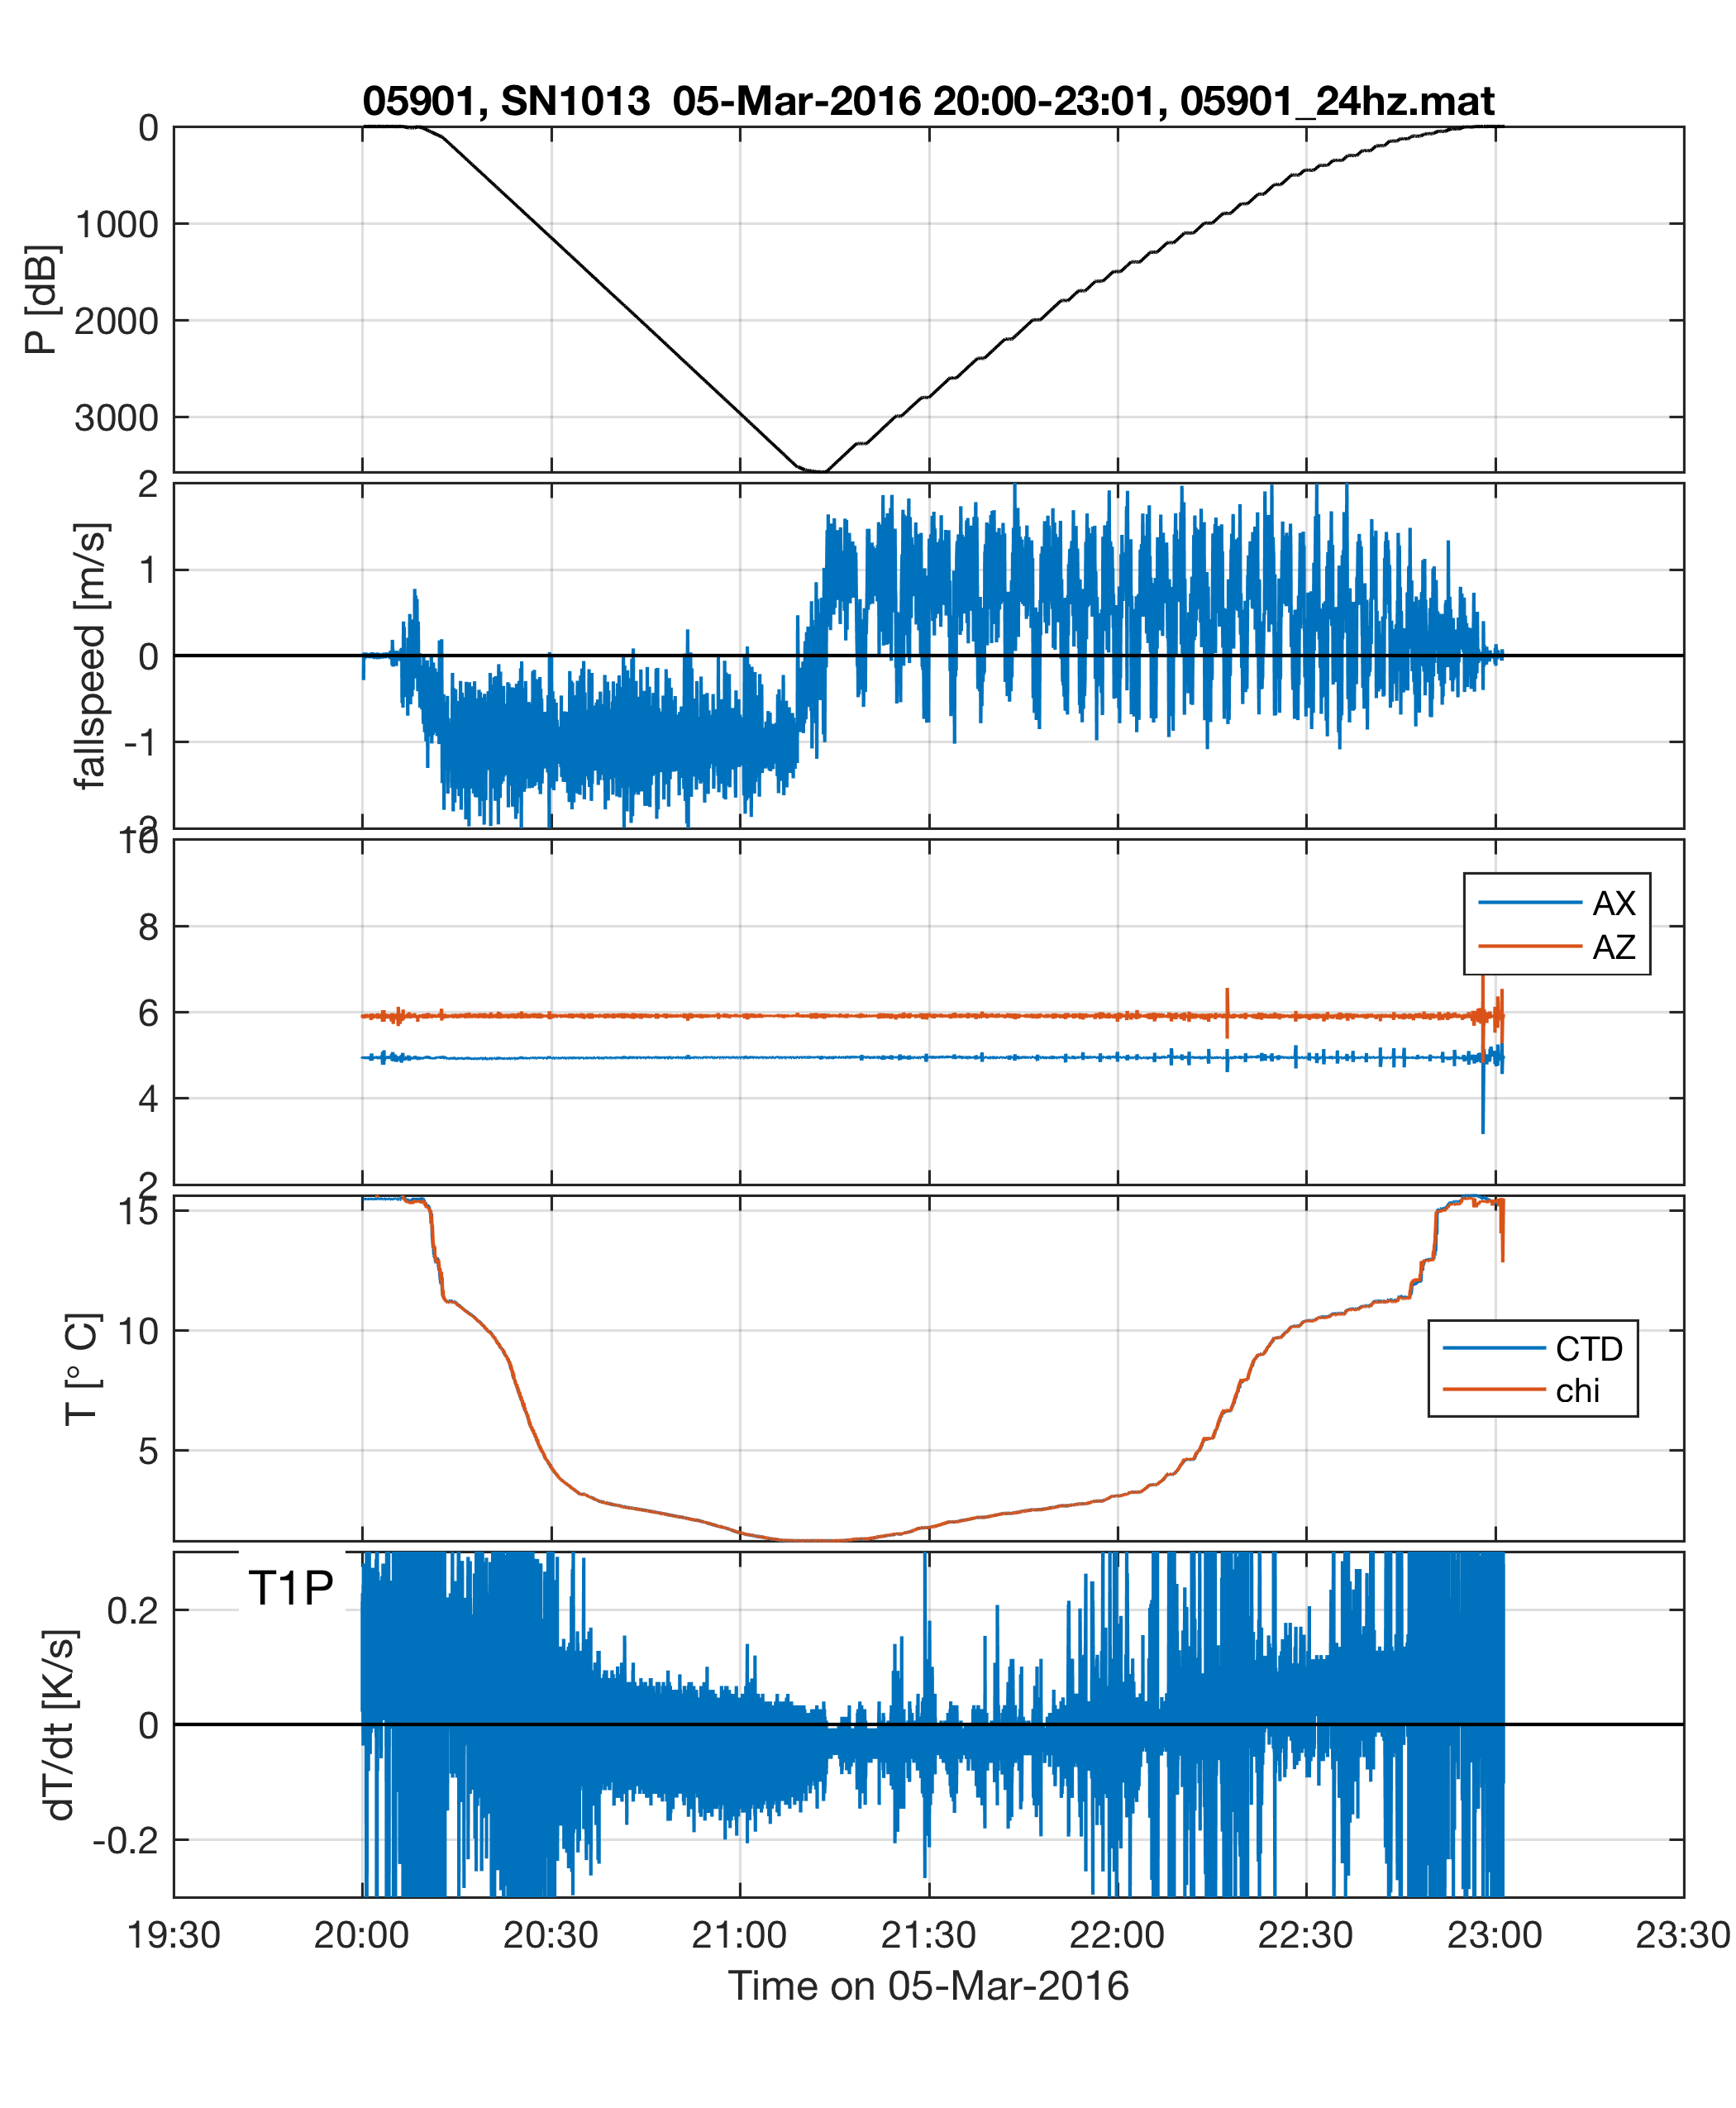 05901, SN1013  05-Mar-2016 20:00-23:01, 05901_24hz.mat
0
1000
2000
3000
P [dB]
2
1
0
-1
-2
fallspeed [m/s]
10
8
6
4
2
AX
AZ
15
10
5
T [° C]
CTD
chi
T1P
0.2
0
-0.2
dT/dt [K/s]
19:30 20:00 20:30 21:00 21:30 22:00 22:30 23:00 23:30
Time on 05-Mar-2016